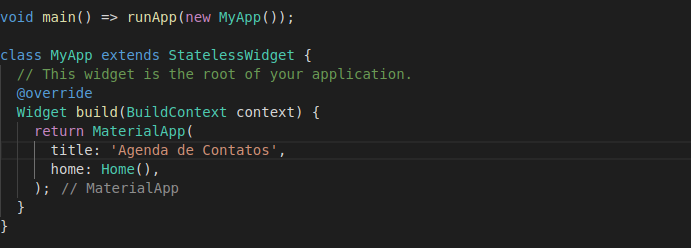 void main() => runApp(new MyApp());
class MyApp extends StatelessWidget {
  // This widget is the root of your application.
  @override
  Widget build(BuildContext context) {
    return MaterialApp(
      title: 'Agenda de Contatos',
      home: Home(),
    ); // MaterialApp
  }
}